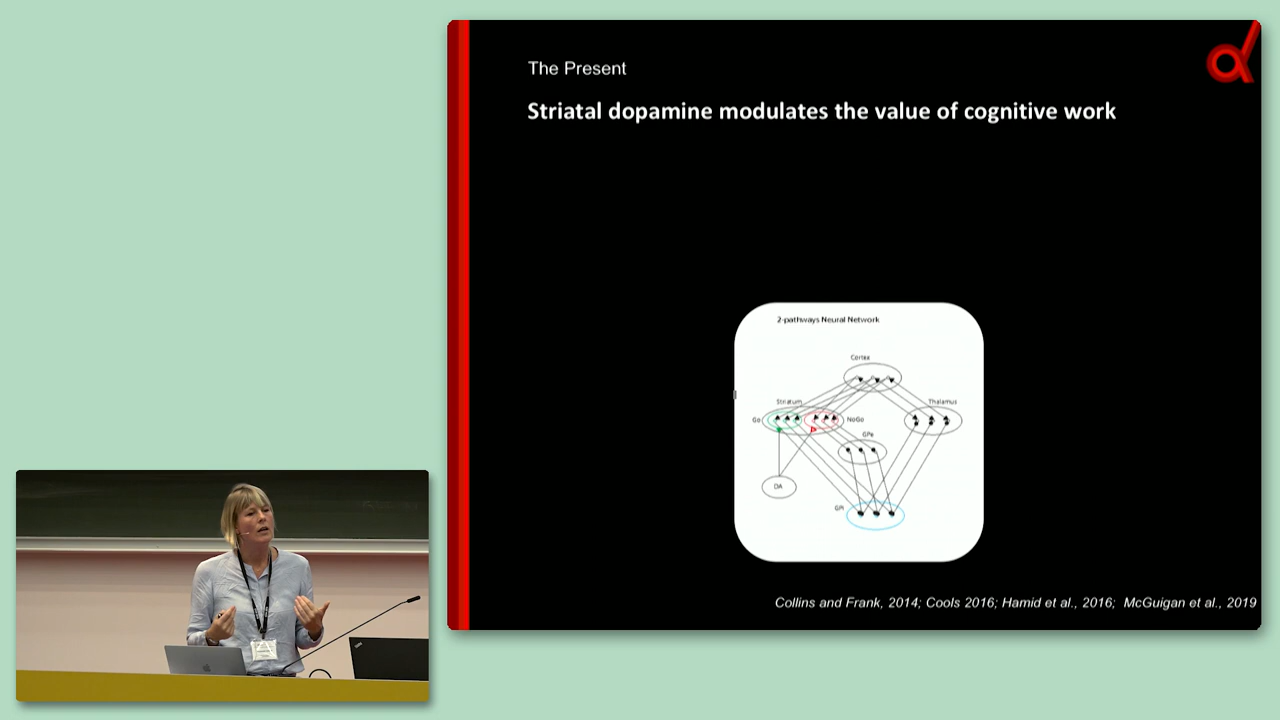 The Present
Striatal dopamine modulates the value of cognitive work
2-pathways Neural Network
Cortex
Striatum
Thalamus
Go
NoGo
GPe
DA
GPi
Collins and Frank, 2014; Cools 2016; Hamid et al., 2016; McGuigan et al., 2019